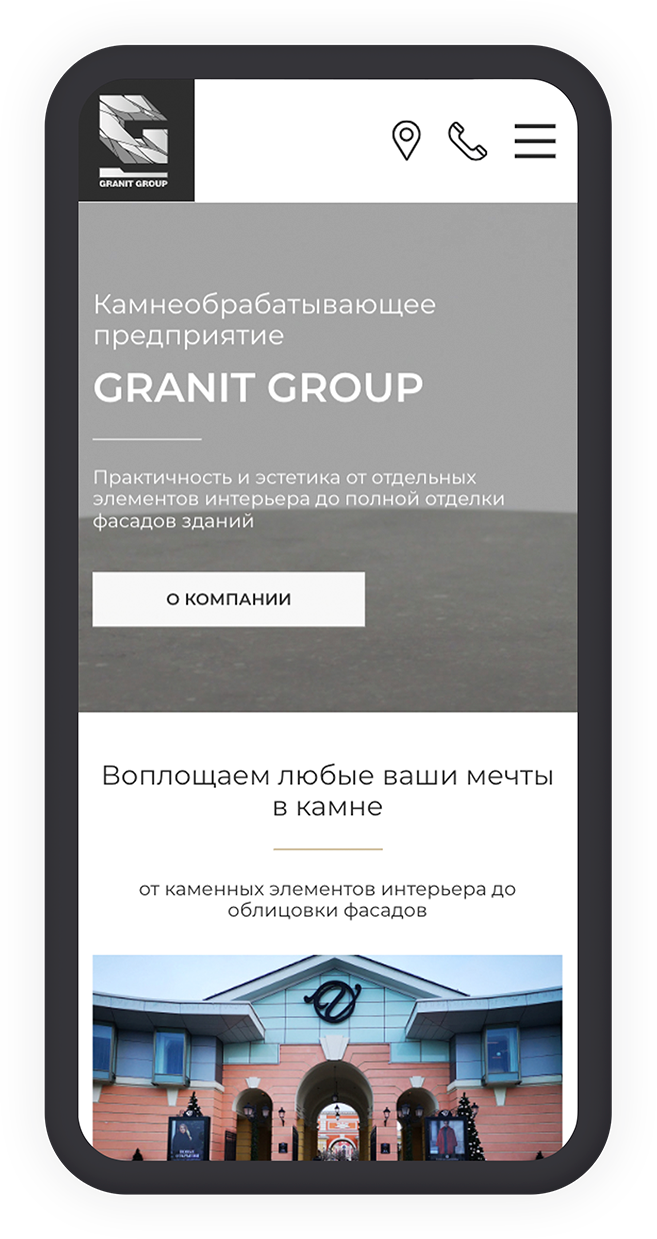 GRANIT GROUP
Камнеобрабатывающее
предприятие
GRANIT GROUP
Практичность и эстетика от отдельных
элементов интерьера до полной отделки
фасадов зданий
О КОМПАНИИ
Воплощаем любые ваши мечты
в камне
от каменных элементов интерьера до
облицовки фасадов